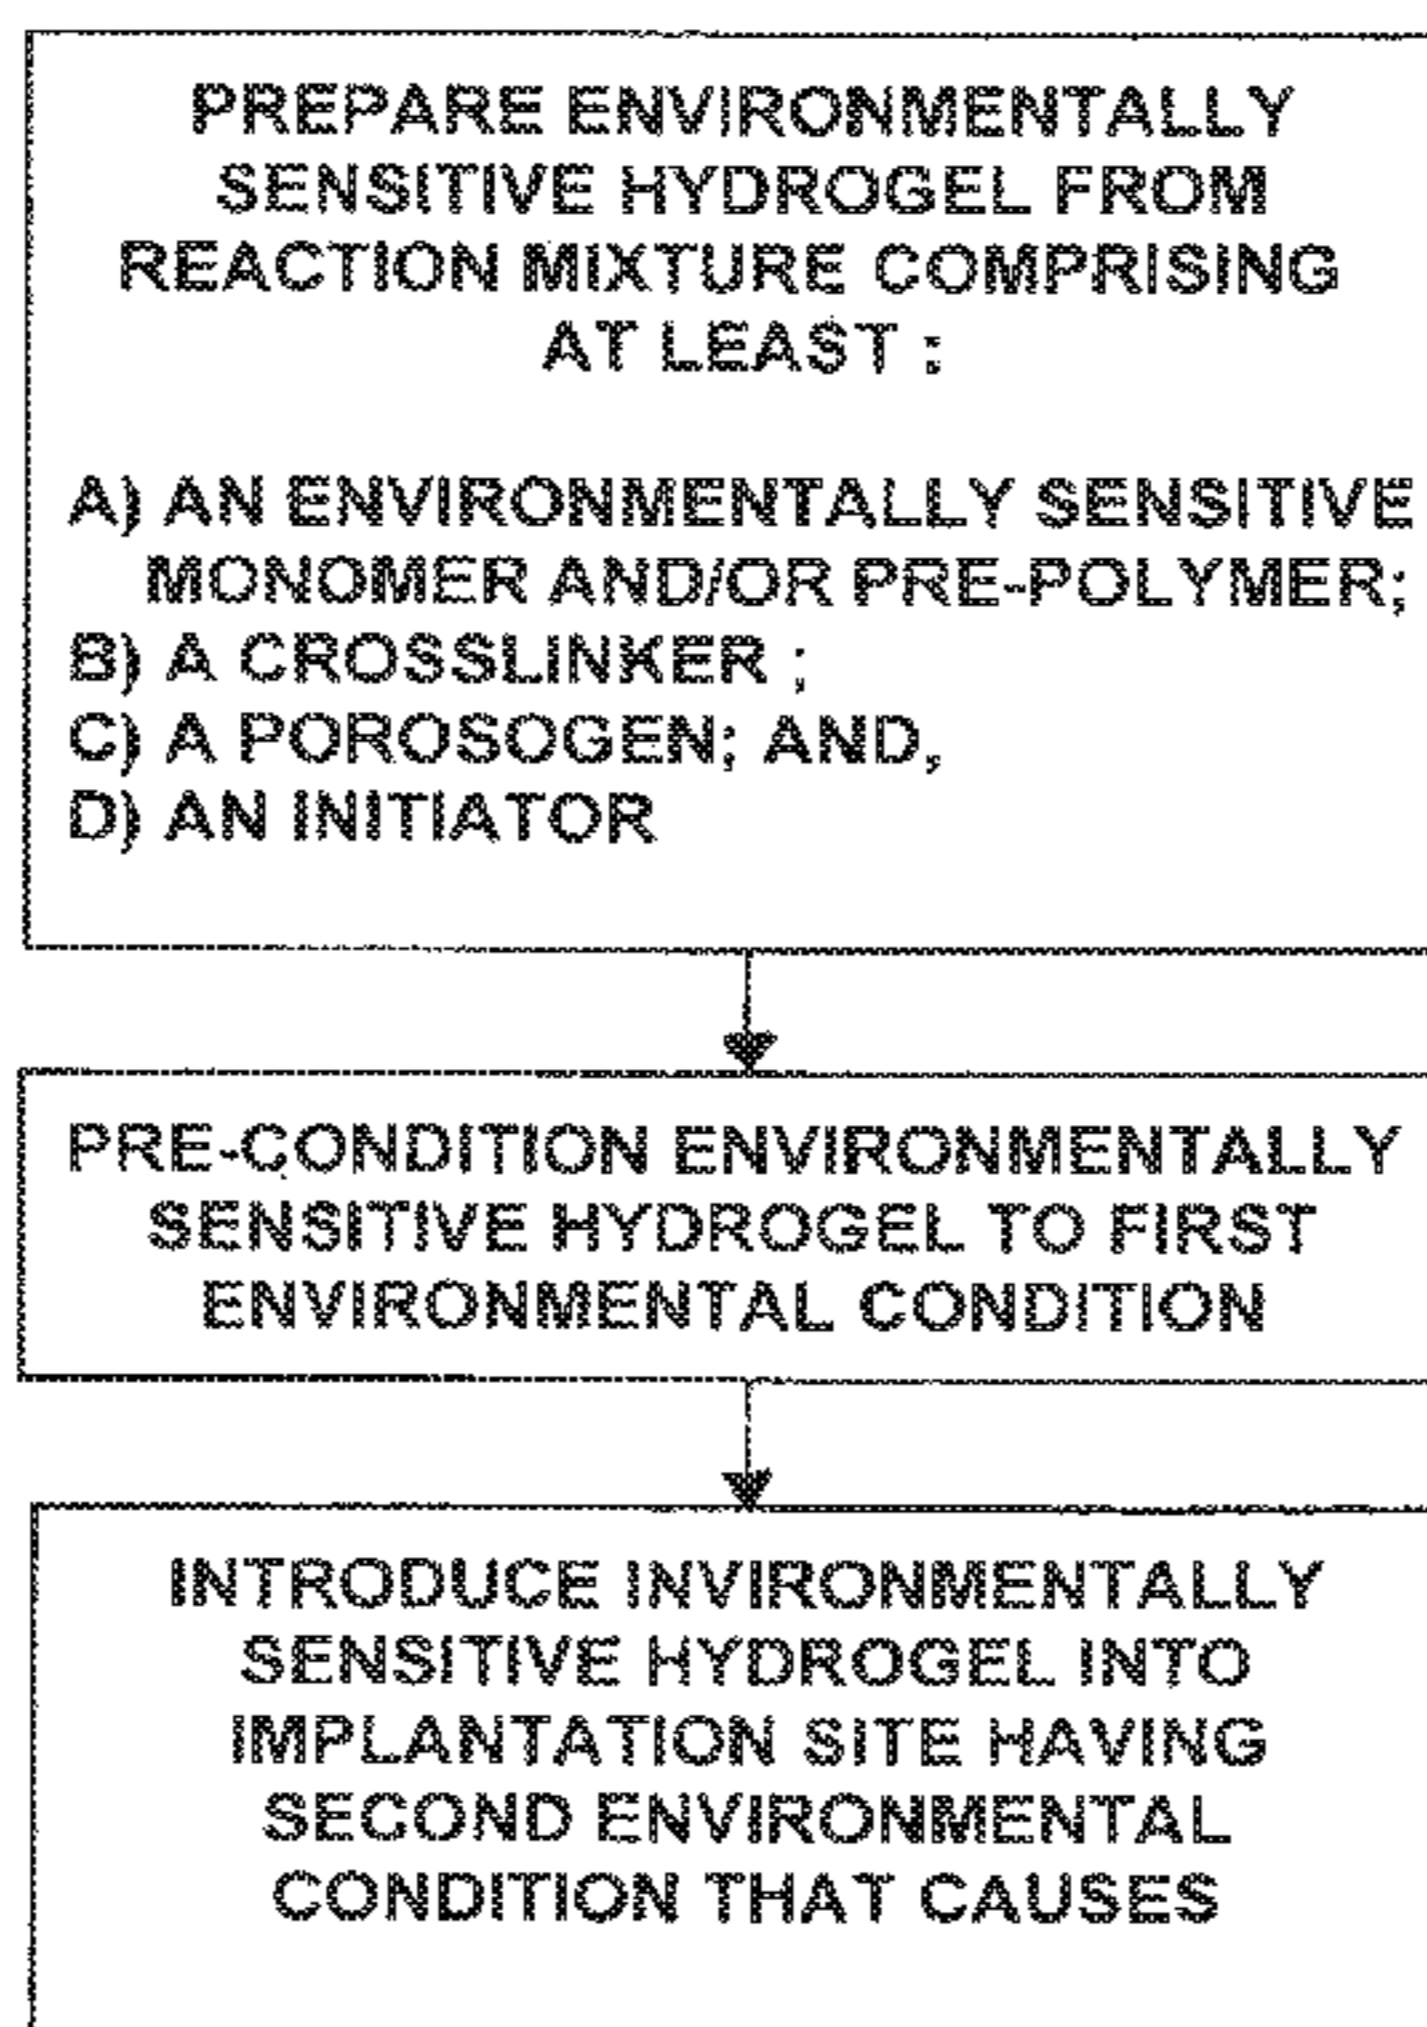 PREPARE ENVIRONMENTALLY
SENSITIVE HYDROGEL FROM
REACTION MIXTURE COMPRISING
AT LEAST :
A) AN ENVIRONMENTALLY SENSITIVE
MONOMER AND/OR PRE-POLYMER;
B) A CROSSLINKER ;
C) A POROSOGEN; AND,
D) AN INITIATOR
PRE-CONDITION ENVIRONMENTALLY
SENSITIVE HYDROGEL TO FIRST
ENVIRONMENTAL CONDITION
INTRODUCE INVIRONMENTALLY
SENSITIVE HYDROGEL INTO
IMPLANTATION SITE HAVING
SECOND ENVIRONMENTAL
CONDITION THAT CAUSES